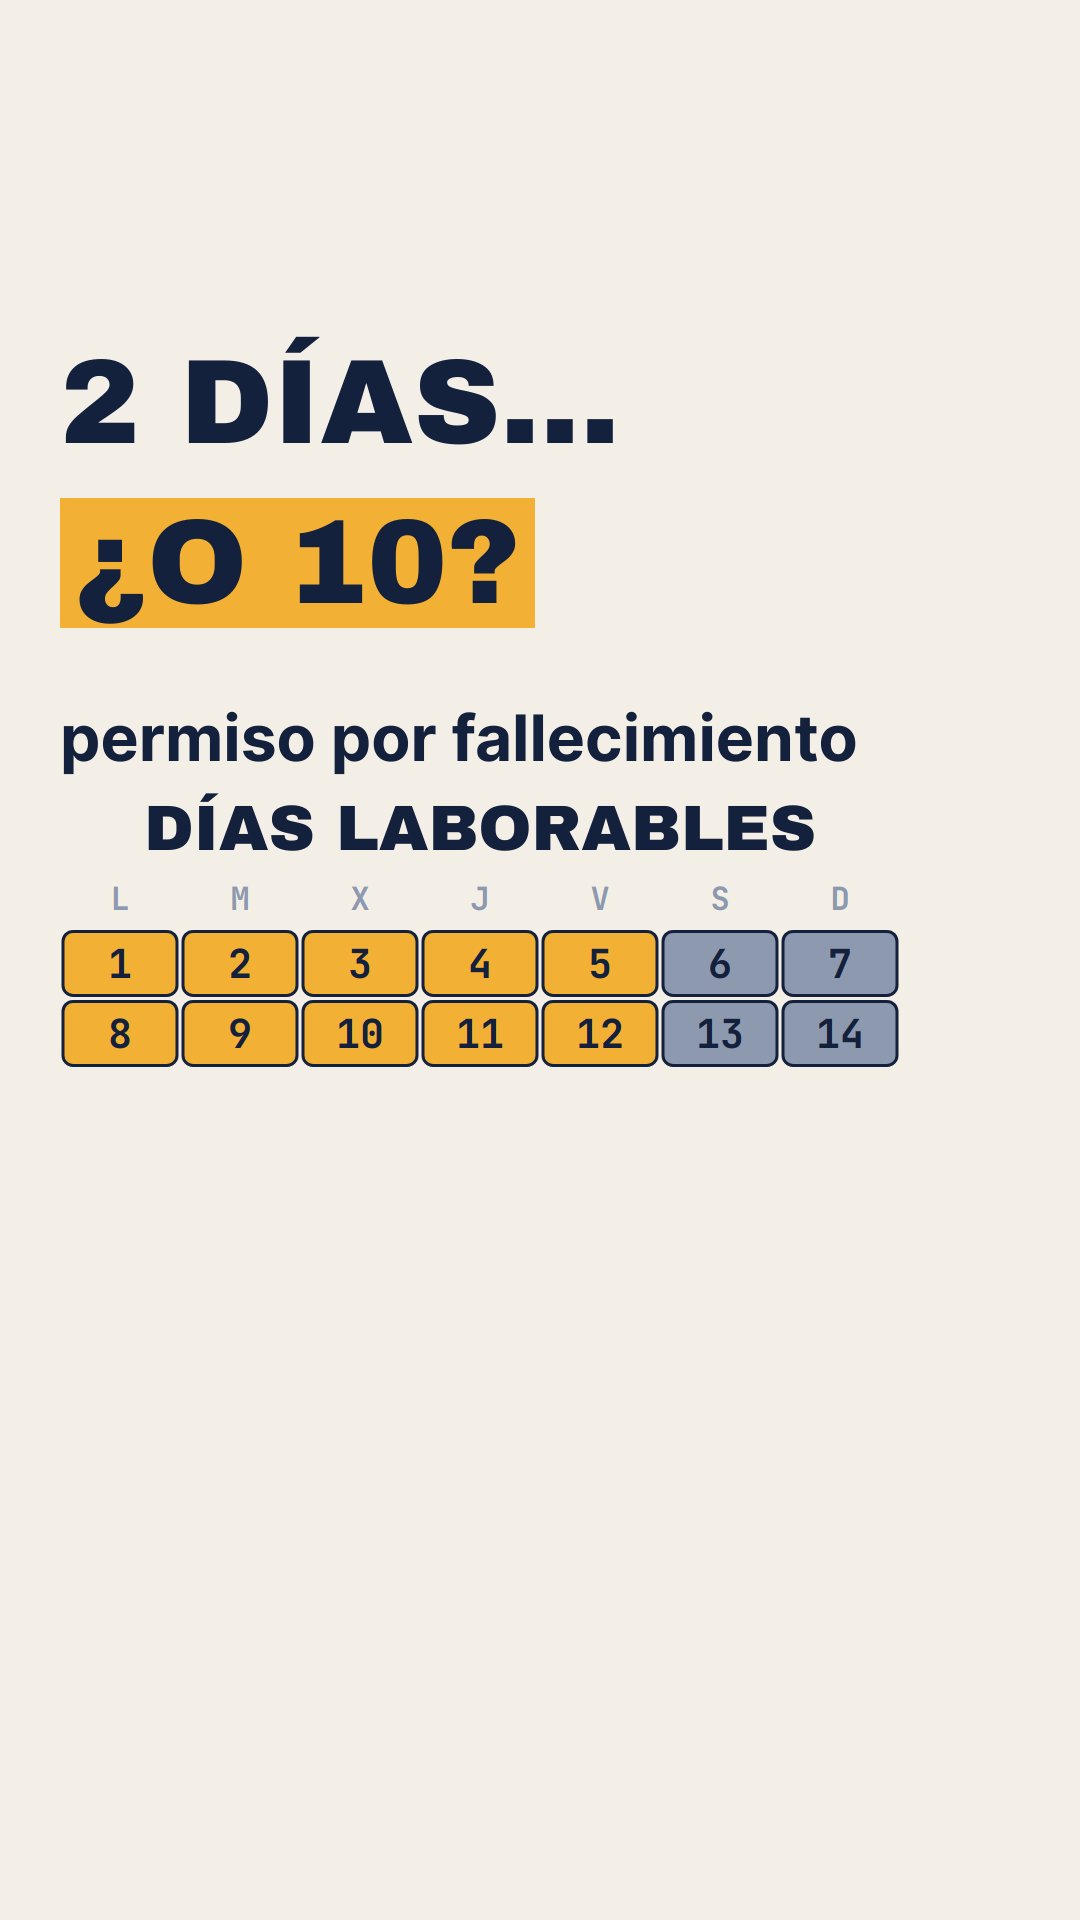 2 DÍAS...
¿O 10?
permiso por fallecimiento
DÍAS LABORABLES
L M X J V S D
1 2 3 4 5 6 7
8 9 10 11 12 13 14